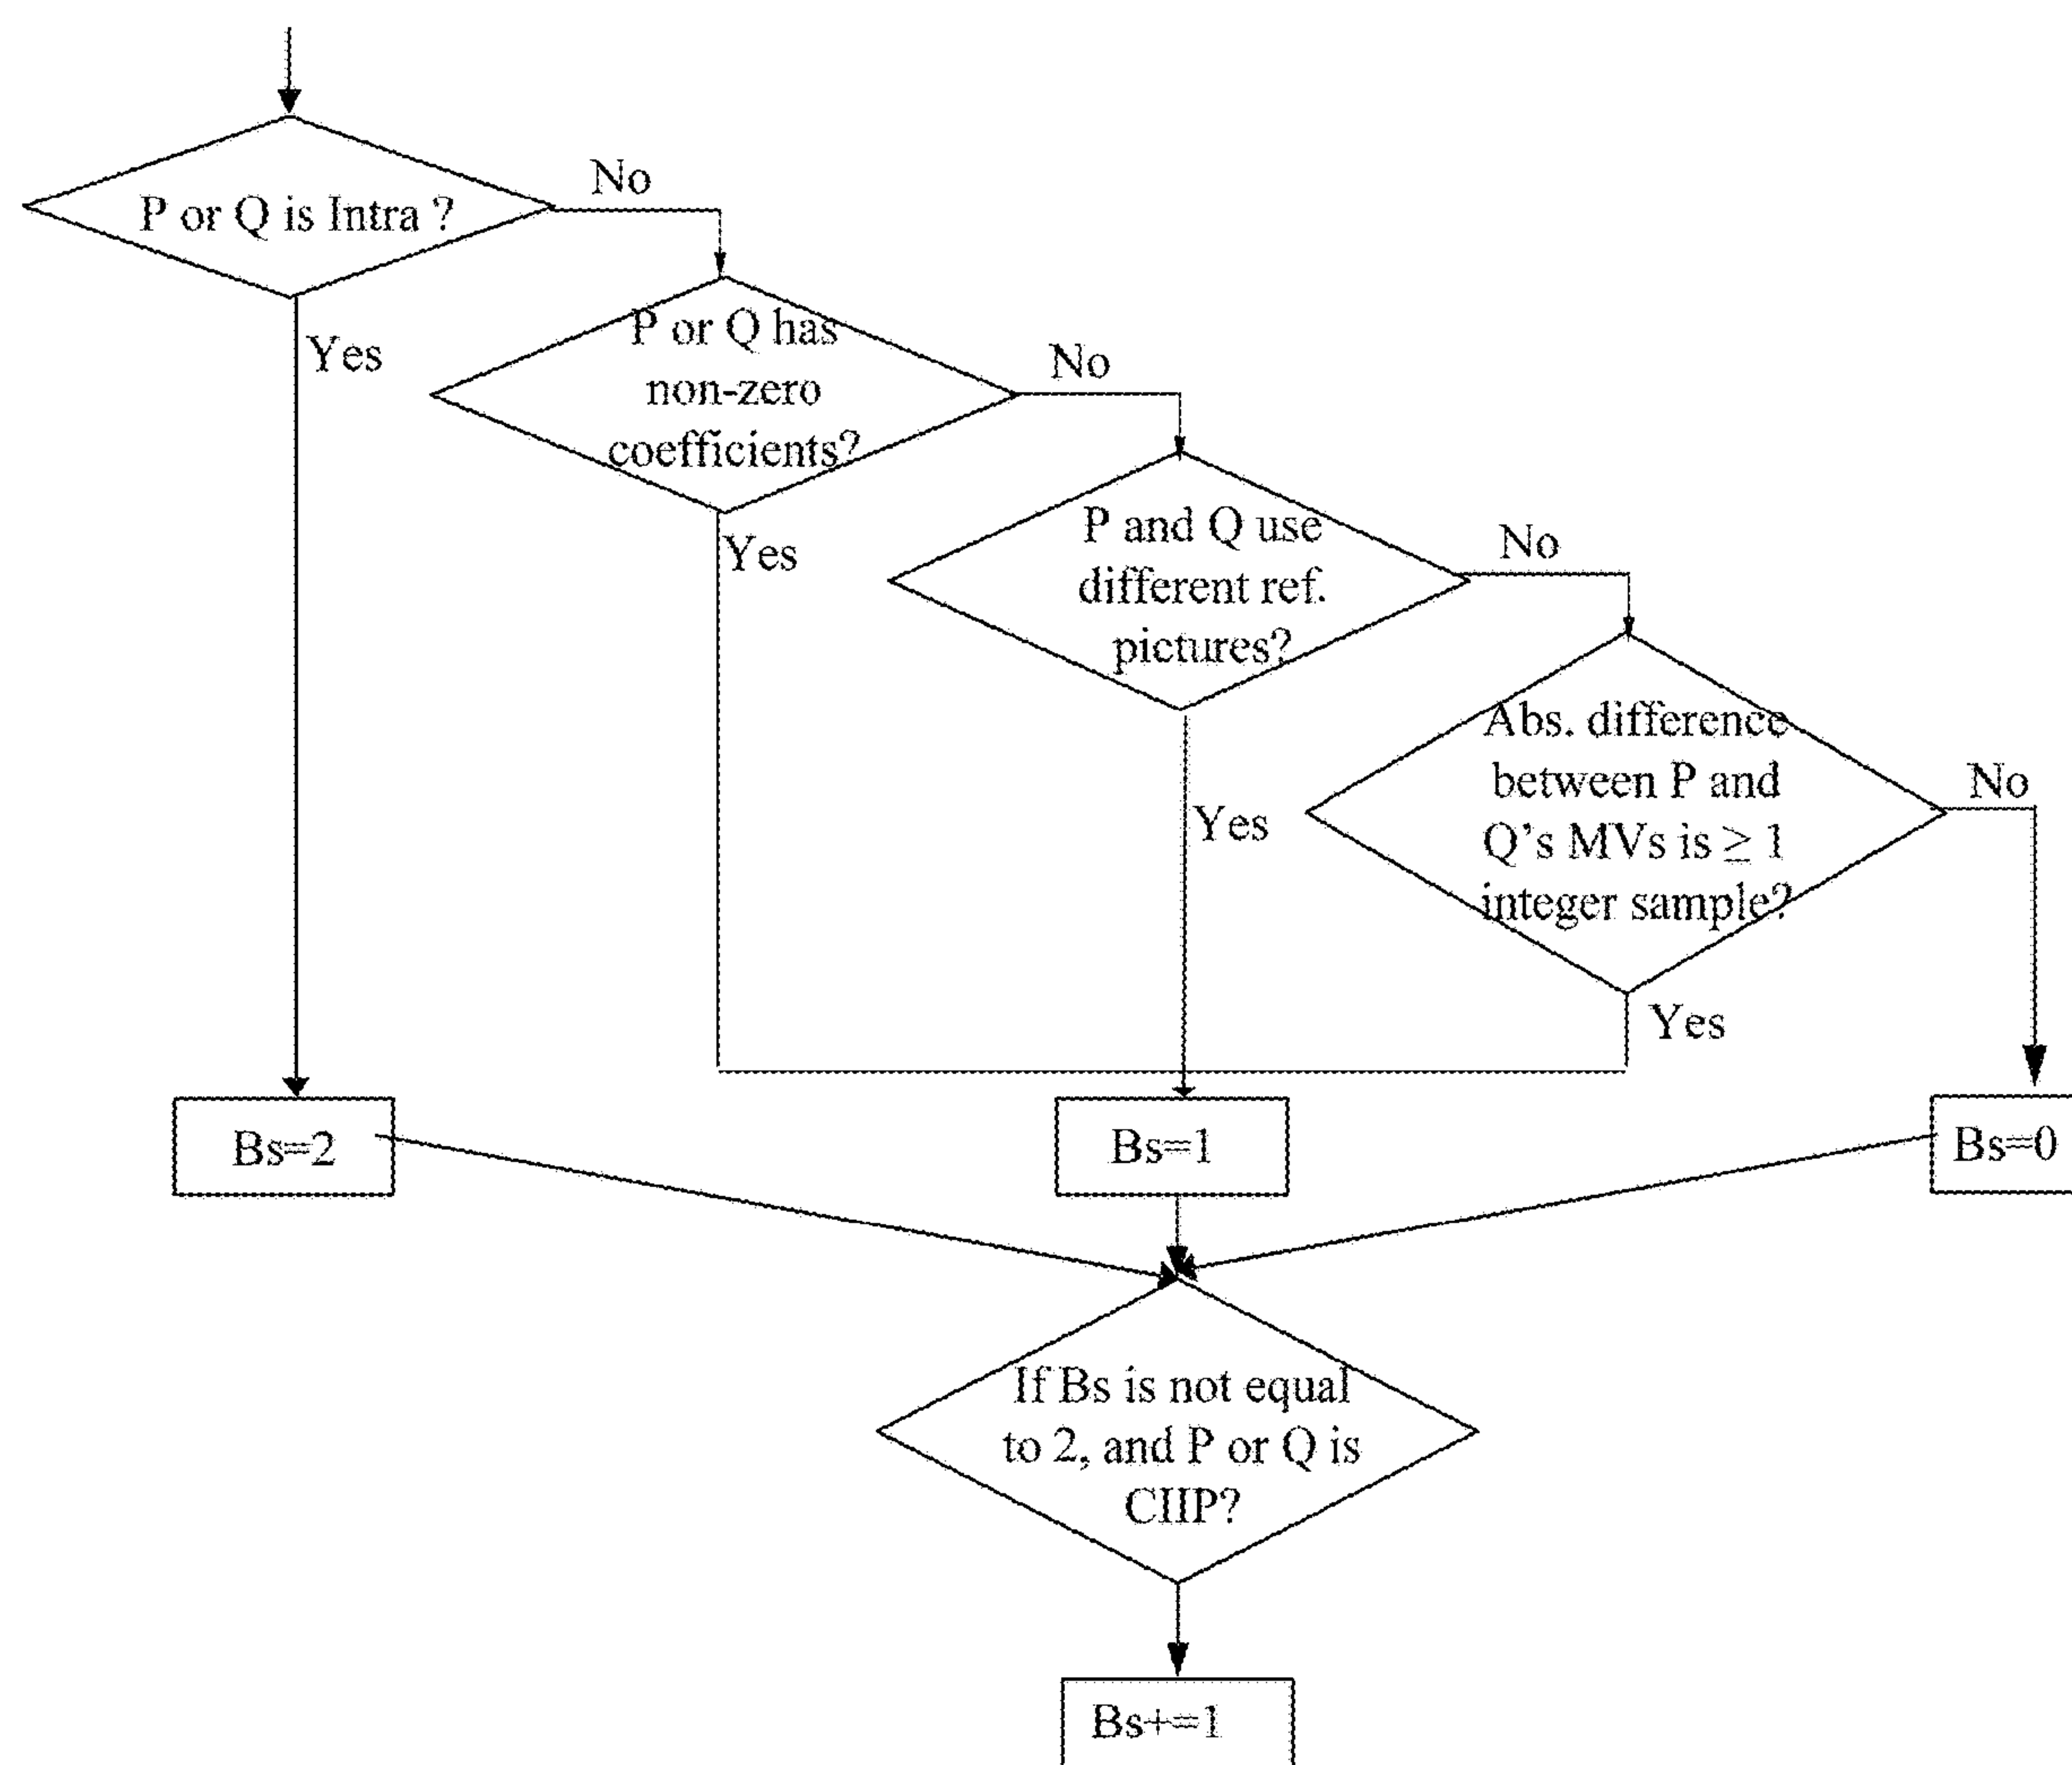 P or Q is Intra ?
No
Yes
P or Q has
non-zero
coefficients?
No
Yes
P and Q use
different ref.
pictures?
No
Yes
Abs. difference
between P and
Q's MVs is ≥ 1
integer sample?
No
Yes
Bs=2
Bs=1
Bs=0
If Bs is not equal
to 2, and P or Q is
CIIP?
Bs+=1